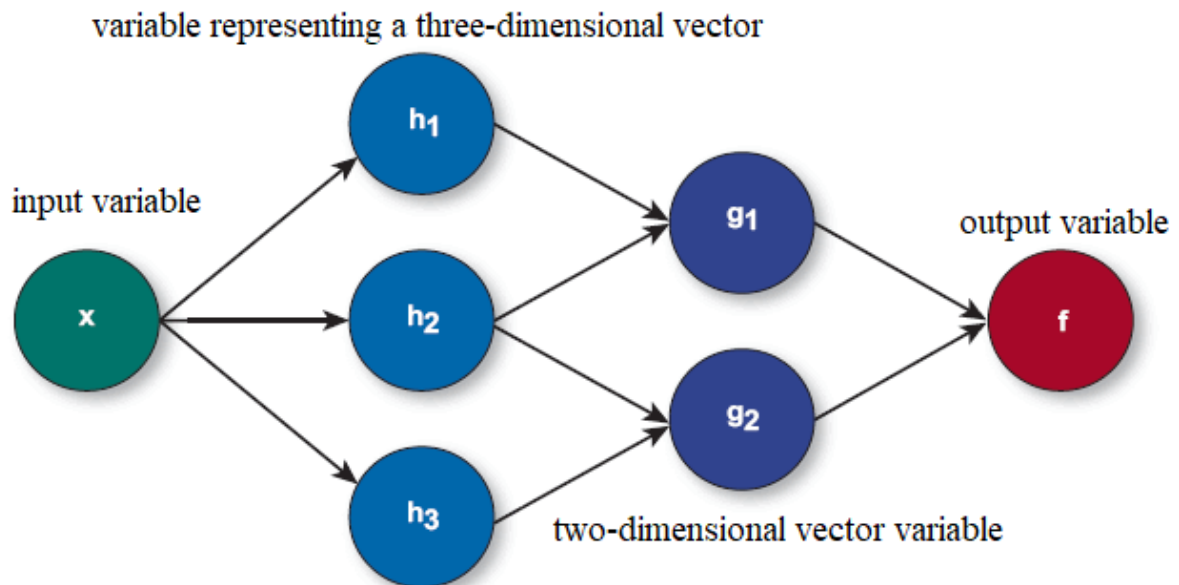 variable representing a three-dimensional vector
h1
input variable
g1
output variable
x
h2
f
g2
h3
two-dimensional vector variable